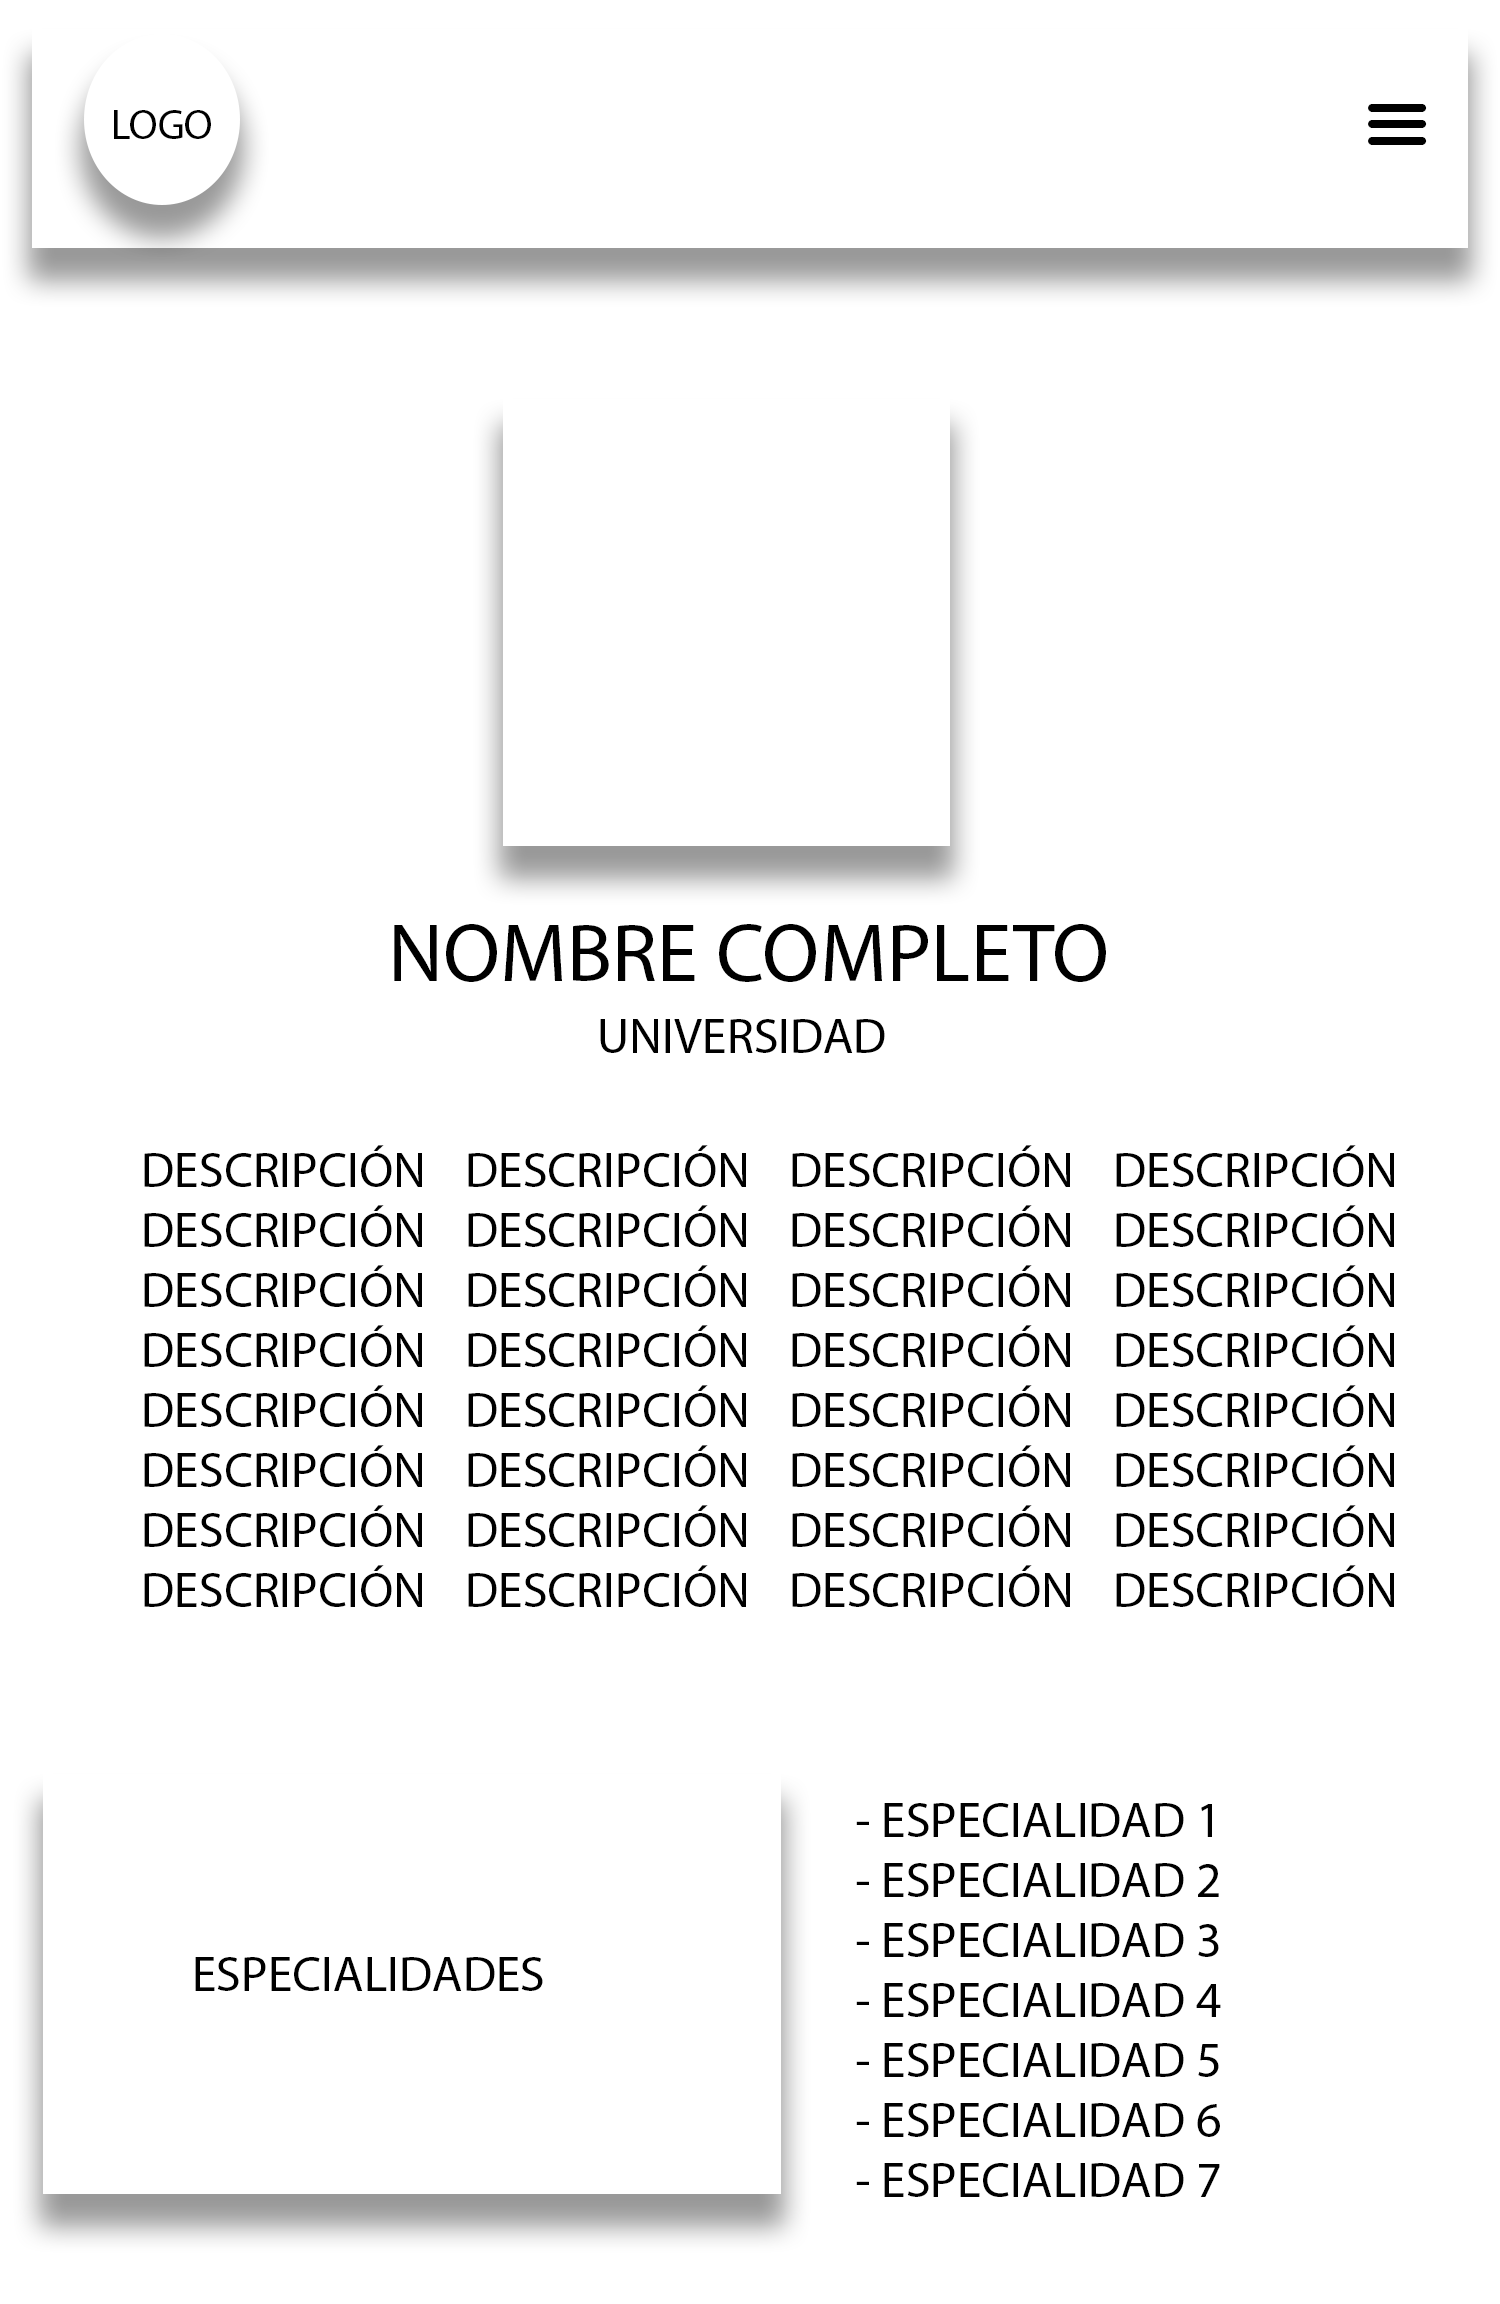 LOGO
NOMBRE COMPLETO
UNIVERSIDAD
DESCRIPCIÓN DESCRIPCIÓN DESCRIPCIÓN DESCRIPCIÓN
DESCRIPCIÓN DESCRIPCIÓN DESCRIPCIÓN DESCRIPCIÓN
DESCRIPCIÓN DESCRIPCIÓN DESCRIPCIÓN DESCRIPCIÓN
DESCRIPCIÓN DESCRIPCIÓN DESCRIPCIÓN DESCRIPCIÓN
DESCRIPCIÓN DESCRIPCIÓN DESCRIPCIÓN DESCRIPCIÓN
DESCRIPCIÓN DESCRIPCIÓN DESCRIPCIÓN DESCRIPCIÓN
DESCRIPCIÓN DESCRIPCIÓN DESCRIPCIÓN DESCRIPCIÓN
DESCRIPCIÓN DESCRIPCIÓN DESCRIPCIÓN DESCRIPCIÓN
ESPECIALIDADES
- ESPECIALIDAD 1
- ESPECIALIDAD 2
- ESPECIALIDAD 3
- ESPECIALIDAD 4
- ESPECIALIDAD 5
- ESPECIALIDAD 6
- ESPECIALIDAD 7